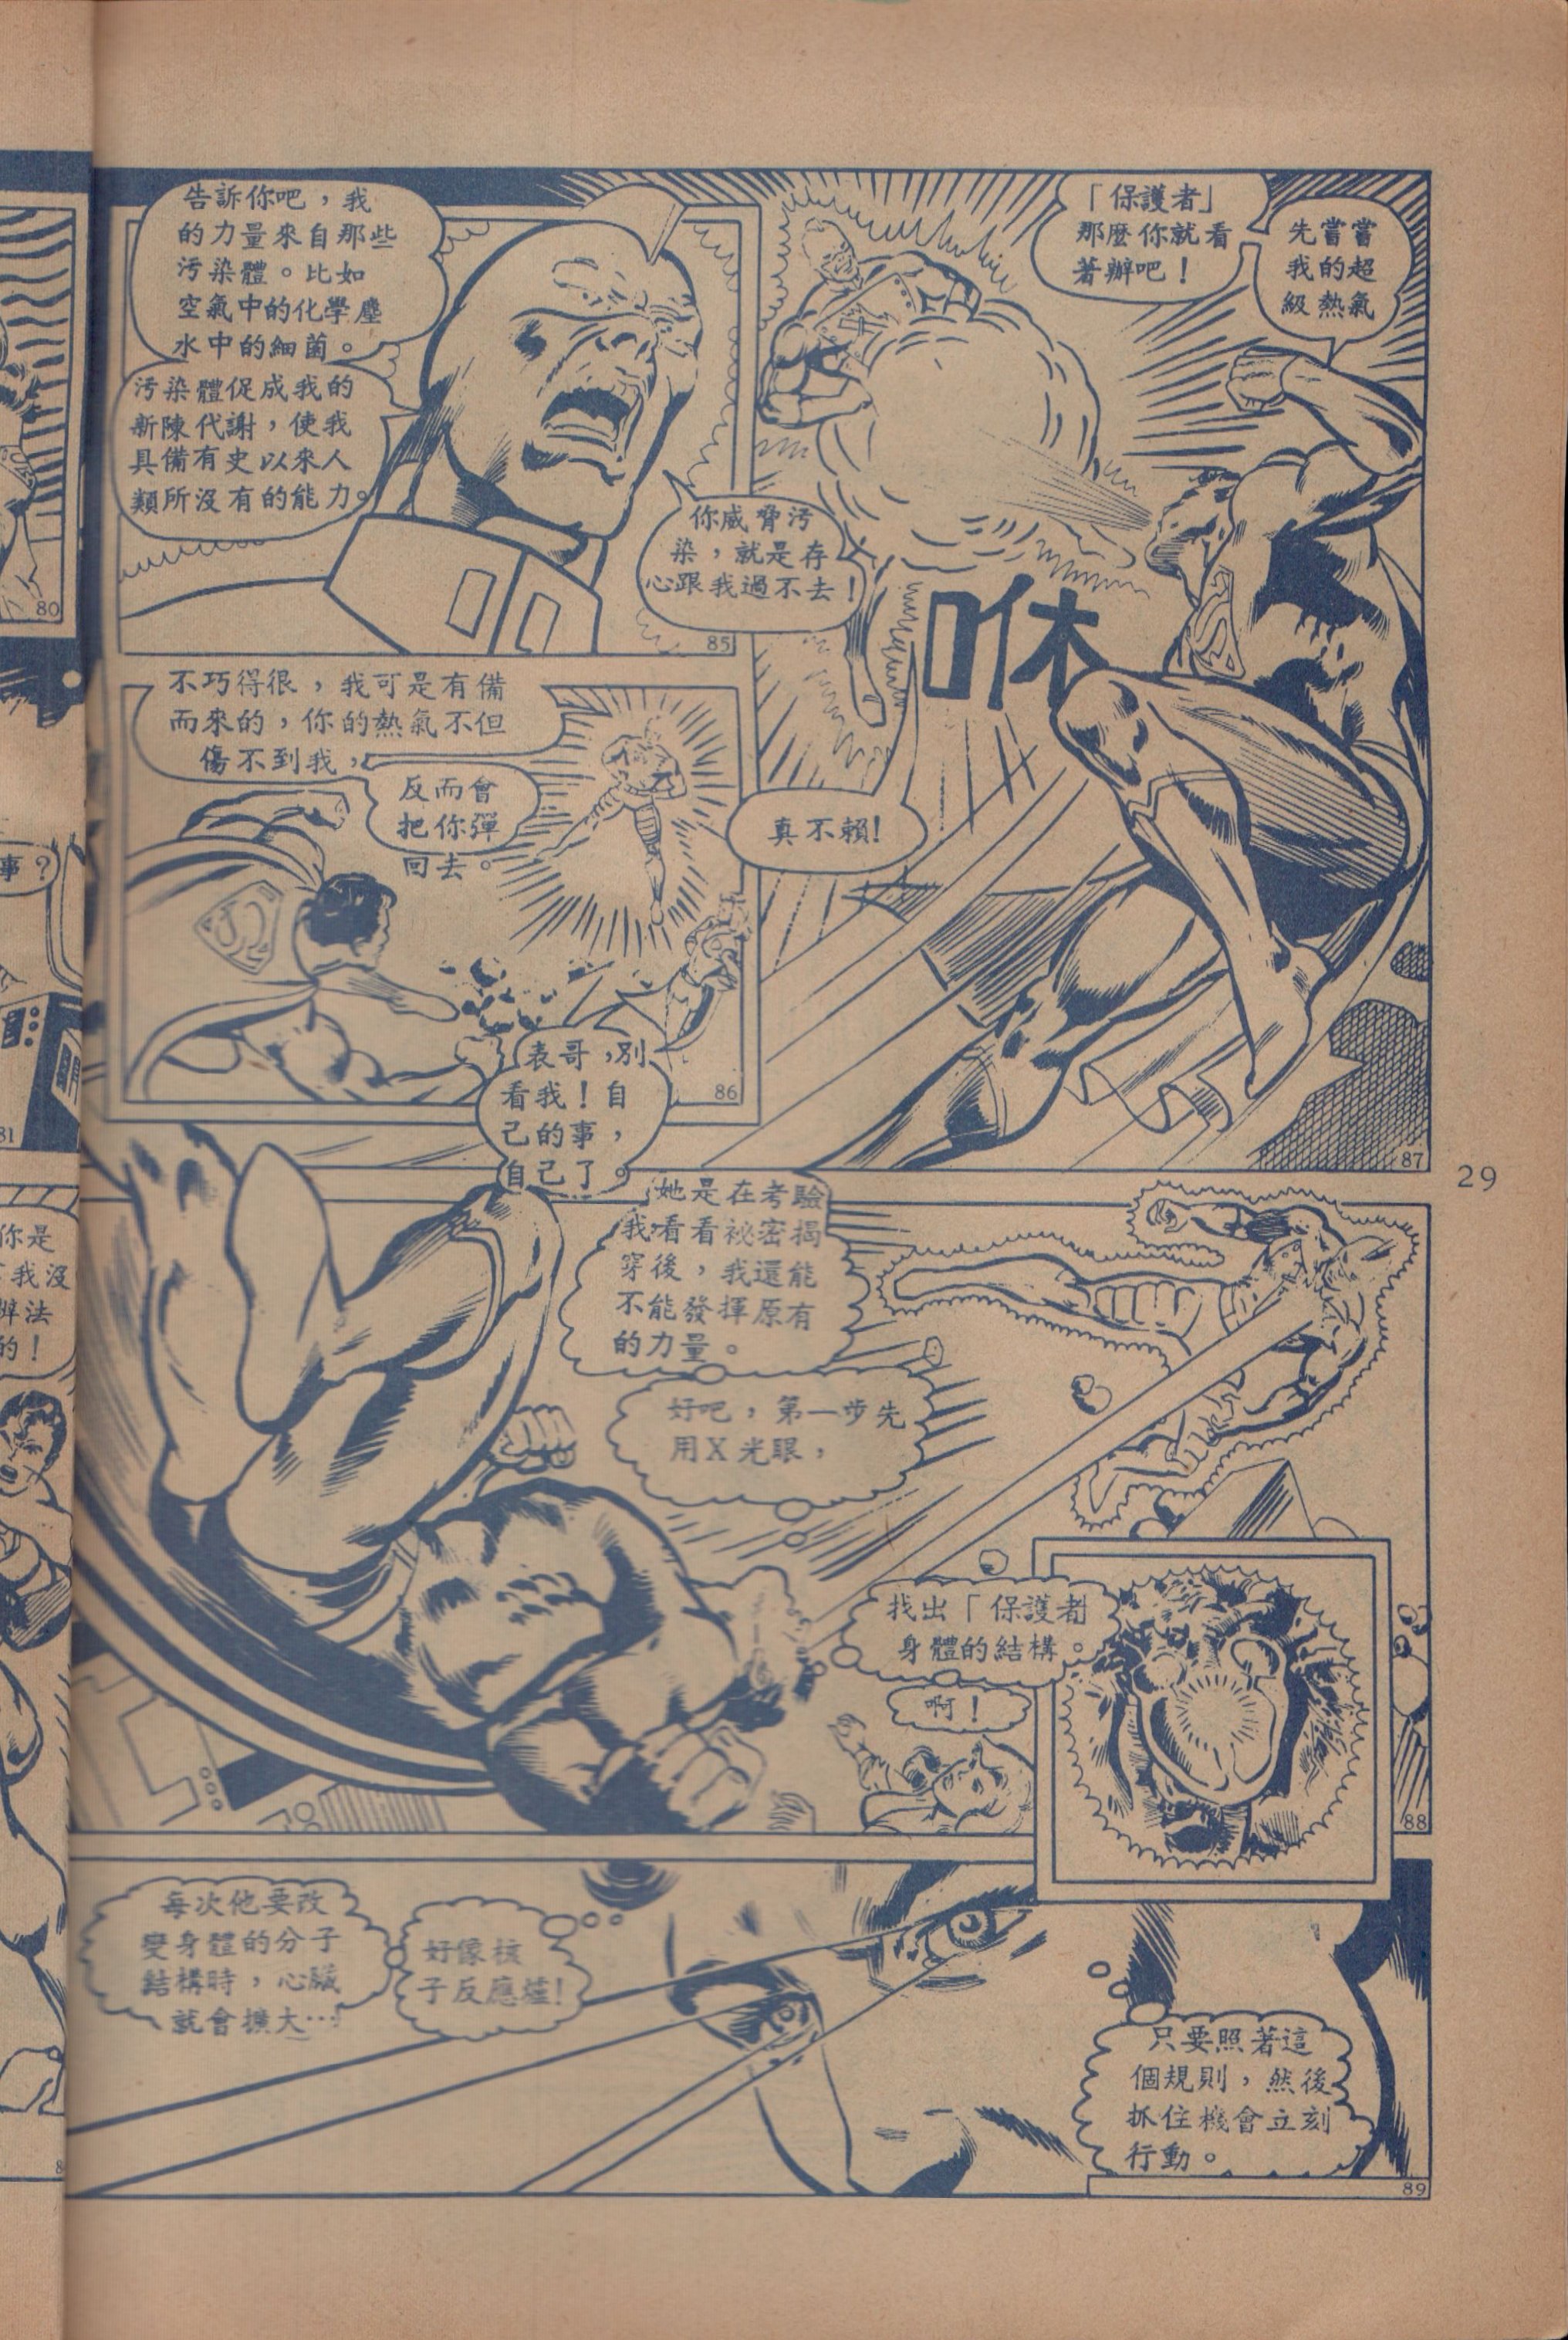 告訴你吧，我
的力量來自那些
污染體。比如
空氣中的化學塵
水中的細菌。
污染體促成我的
新陳代謝，使我
具備有史以來人
類所沒有的能力。
你威脅污
染，就是存
心跟我過不去！
85
不巧得很，我可是有備
而來的，你的熱氣不但
傷不到我，
反而會
把你彈
回去。
表哥，別
看我！自
己的事，
自己了。
86
「保護者」
那麼你就看
著辦吧！
先嘗嘗
我的超
級熱氣
咻
真不賴！
87
29
她是在考驗
我看看祕密揭
穿後，我還能
不能發揮原有
的力量。
好吧，第一步先
用X光眼，
找出「保護者
身體的結構。
啊！
88
每次他要改
變身體的分子
結構時，心臟
就會擴大…
好像核
子反應爐！
只要照著這
個規則，然後
抓住機會立刻
行動。
89
80
事？
81
你是
我沒
辦法
的！
8